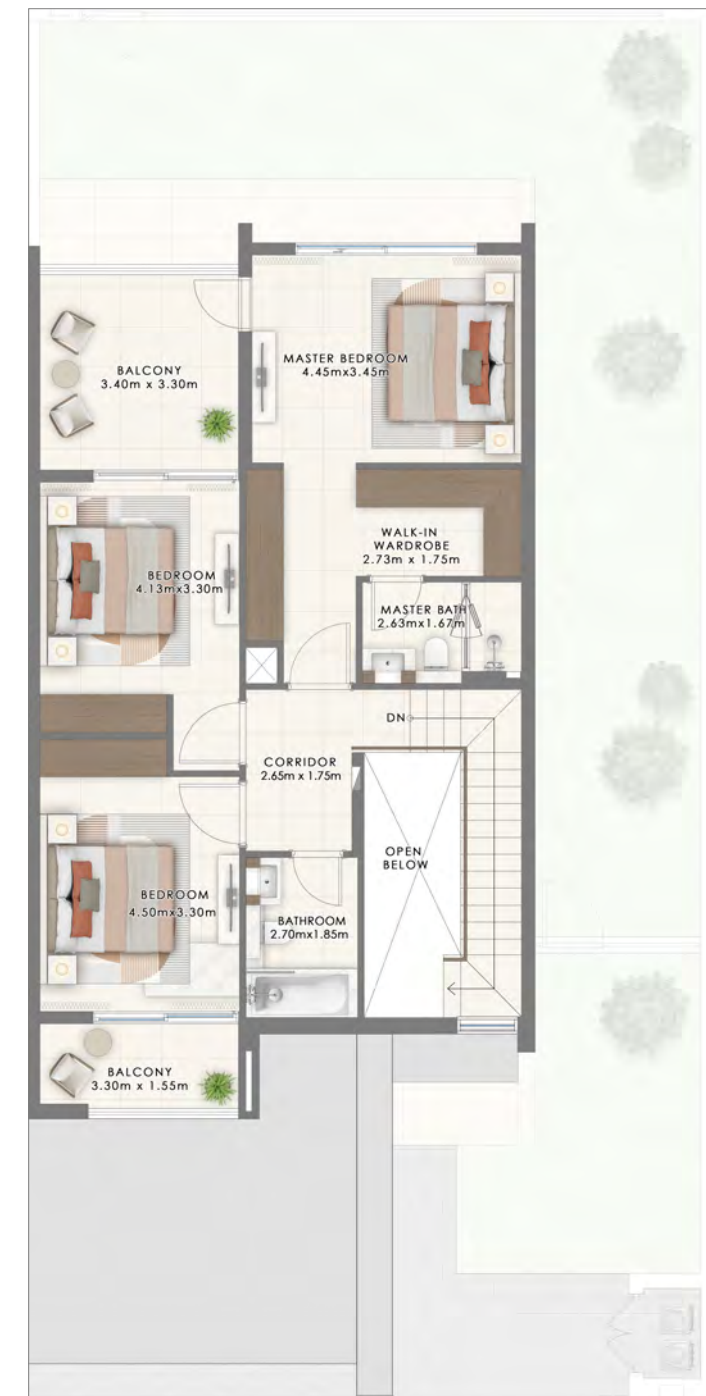 MASTER BEDROOM
4.45mx3.45m
BALCONY
3.40m x 3.30m
WALK-IN
WARDROBE
2.73m x 1.75m
BEDROOM
4.13mx3.30m
MASTER BATH
2.63mx1.67m
DN
CORRIDOR
2.65m x 1.75m
OPEN
BELOW
BEDROOM
4.50mx3.30m
BATHROOM
2.70mx1.85m
BALCONY
3.30m x 1.55m